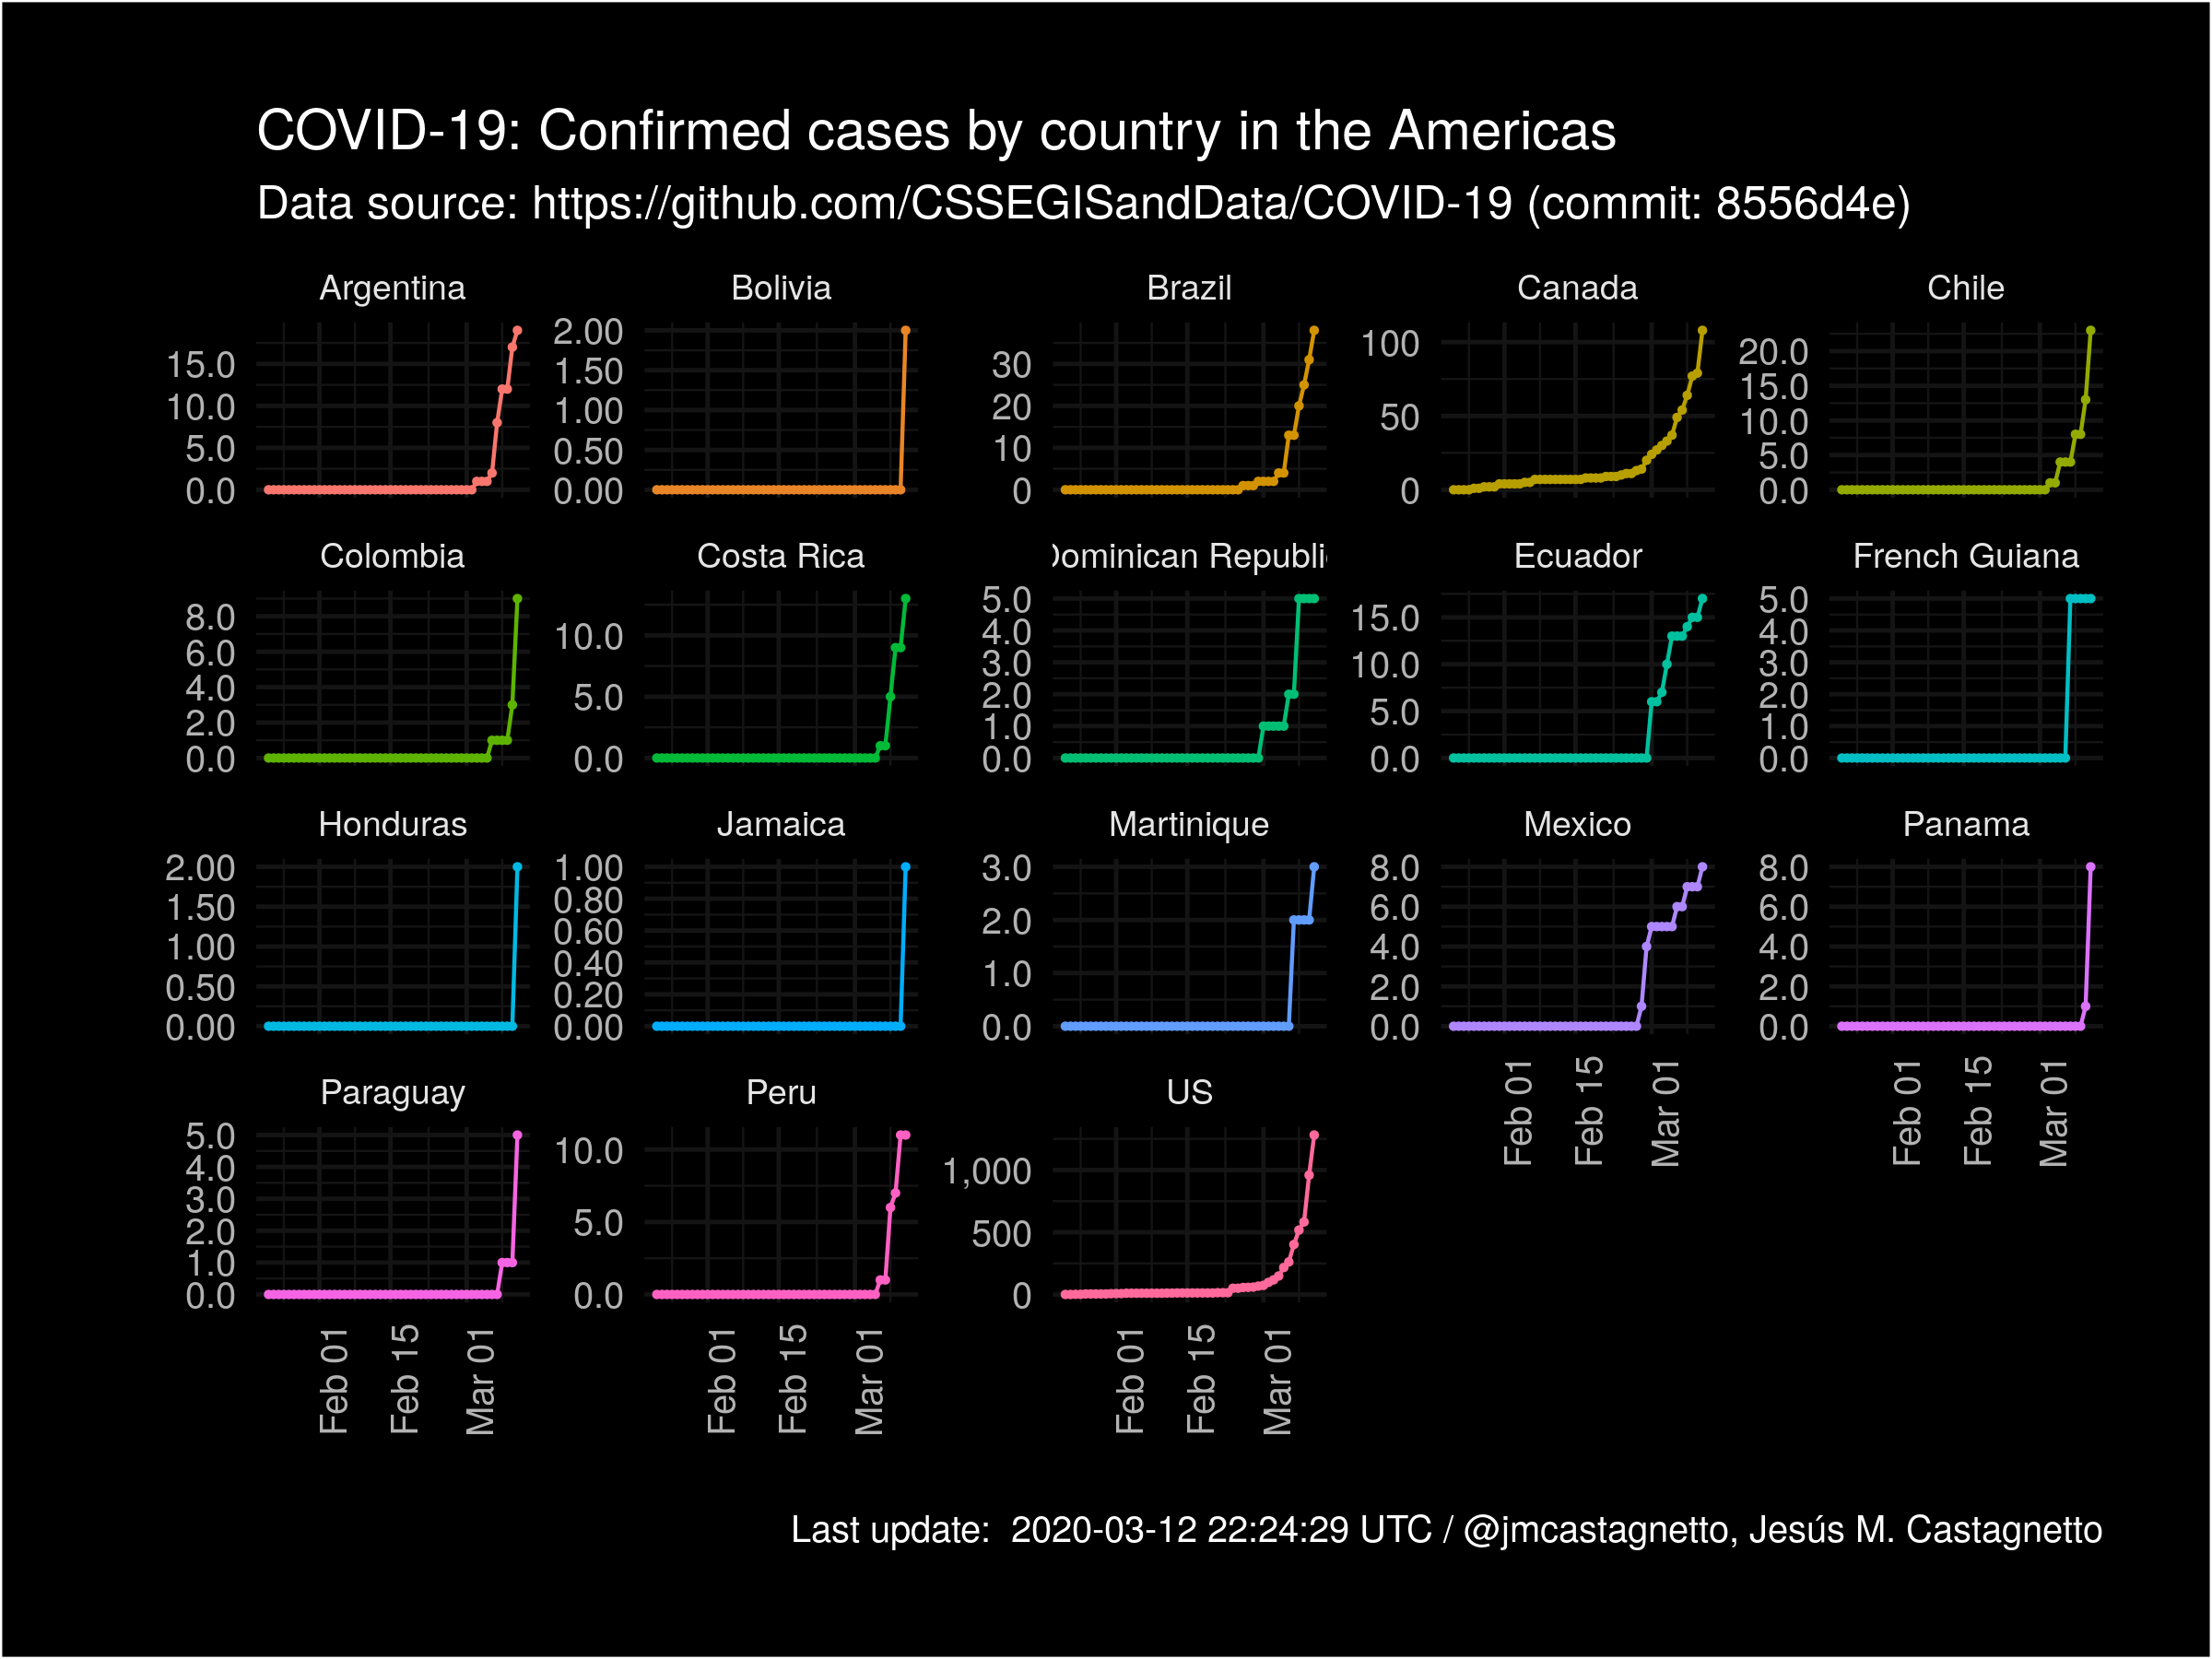 COVID-19: Confirmed cases by country in the Americas
Data source: https://github.com/CSSEGISandData/COVID-19 (commit: 8556d4e)
Argentina
15.0
10.0
5.0
0.0
Bolivia
2.00
1.50
1.00
0.50
0.00
Brazil
30
20
10
0
Canada
100
50
0
Chile
20.0
15.0
10.0
5.0
0.0
Colombia
8.0
6.0
4.0
2.0
0.0
Costa Rica
10.0
5.0
0.0
Dominican Republic
5.0
4.0
3.0
2.0
1.0
0.0
Ecuador
15.0
10.0
5.0
0.0
French Guiana
5.0
4.0
3.0
2.0
1.0
0.0
Honduras
2.00
1.50
1.00
0.50
0.00
Jamaica
1.00
0.80
0.60
0.40
0.20
0.00
Martinique
3.0
2.0
1.0
0.0
Mexico
8.0
6.0
4.0
2.0
0.0
Feb 01
Feb 15
Mar 01
Panama
8.0
6.0
4.0
2.0
0.0
Feb 01
Feb 15
Mar 01
Paraguay
5.0
4.0
3.0
2.0
1.0
0.0
Feb 01
Feb 15
Mar 01
Peru
10.0
5.0
0.0
Feb 01
Feb 15
Mar 01
US
1,000
500
0
Feb 01
Feb 15
Mar 01
Last update:  2020-03-12 22:24:29 UTC / @jmcastagnetto, Jesús M. Castagnetto